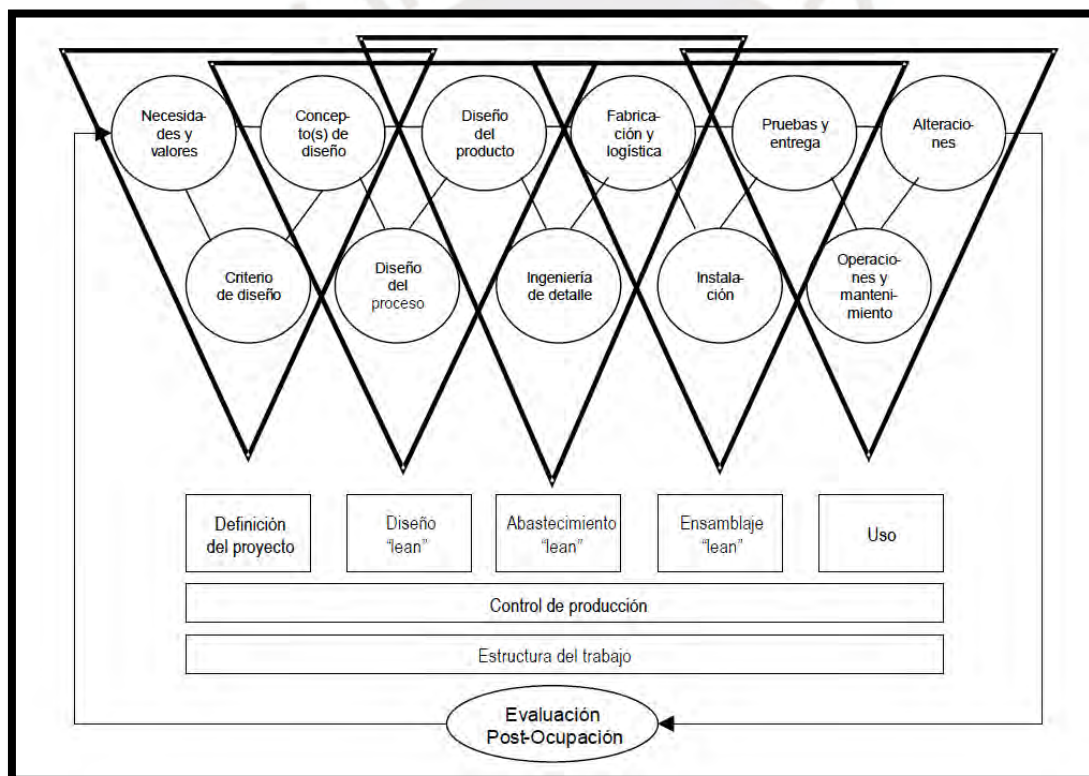 Necesida-
des y
valores
Concep-
to(s) de
diseño
Diseño
del
producto
Fabrica-
ción y
logística
Pruebas y
entrega
Alteracio-
nes
Criterio
de diseño
Diseño
del
proceso
Ingeniería
de detalle
Instala-
ción
Operacio-
nes y
manteni-
miento
Definición
del proyecto
Diseño
"lean"
Abastecimiento
"lean"
Ensamblaje
"lean"
Uso
Control de producción
Estructura del trabajo
Evaluación
Post-Ocupación